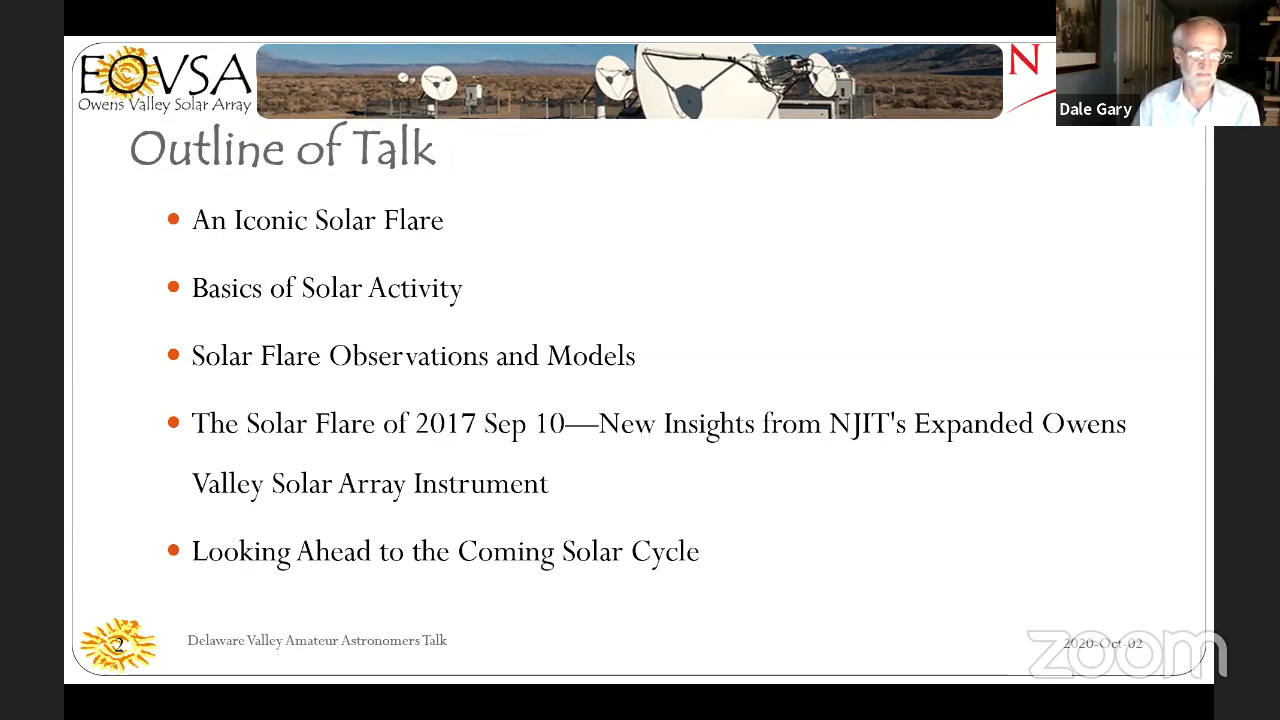 EOVSA
Owens Valley Solar Array
N
Dale Gary
Outline of Talk
An Iconic Solar Flare
Basics of Solar Activity
Solar Flare Observations and Models
The Solar Flare of 2017 Sep 10—New Insights from NJIT's Expanded Owens
Valley Solar Array Instrument
Looking Ahead to the Coming Solar Cycle
2
Delaware Valley Amateur Astronomers Talk
2020-Oct-02
zoom